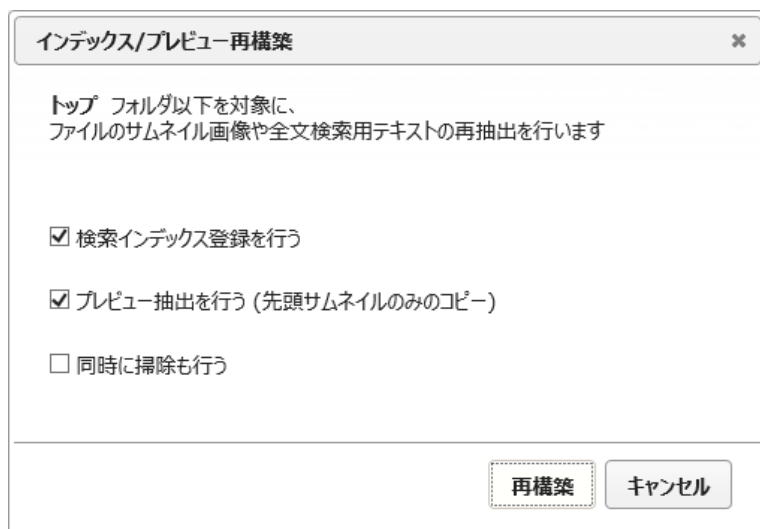 インデックス/プレビュー再構築
トップ フォルダ以下を対象に、
ファイルのサムネイル画像や全文検索用テキストの再抽出を行います
検索インデックス登録を行う
プレビュー抽出を行う (先頭サムネイルのみのコピー)
同時に掃除も行う
再構築 キャンセル